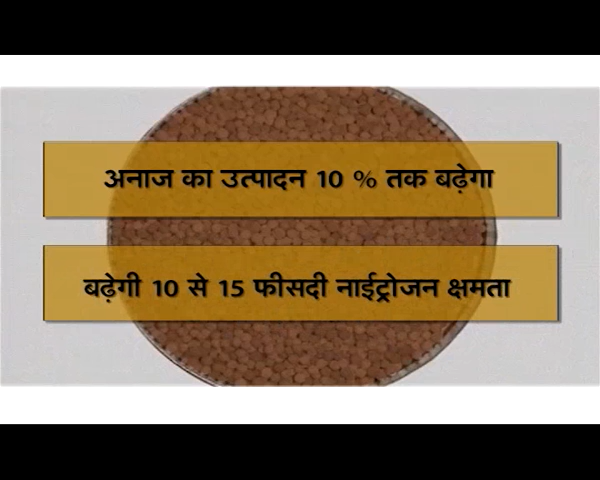 अनाज का उत्पादन 10 % तक बढ़ेगा
बढ़ेगी 10 से 15 फीसदी नाईट्रोजन क्षमता